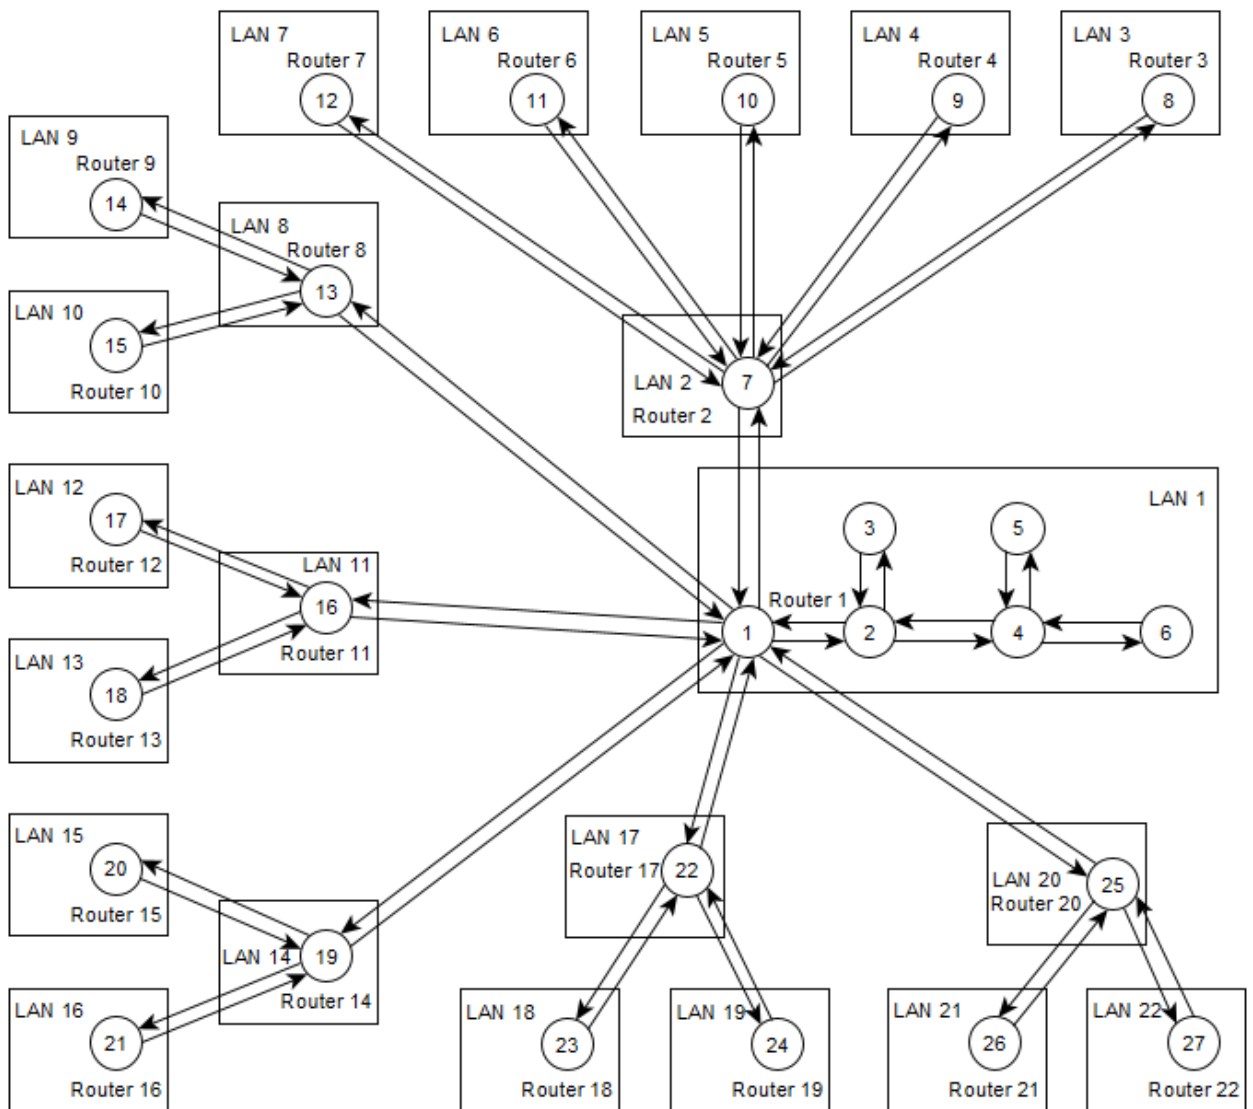 LAN 7
Router 7
12
LAN 6
Router 6
11
LAN 5
Router 5
10
LAN 4
Router 4
9
LAN 3
Router 3
8
LAN 9
Router 9
14
LAN 8
Router 8
13
LAN 10
15
Router 10
7
LAN 2
Router 2
LAN 12
17
Router 12
LAN 11
16
Router 11
LAN 13
18
Router 13
LAN 1
3
5
Router 1
1
2
4
6
LAN 15
20
Router 15
LAN 14
19
Router 14
LAN 16
21
Router 16
LAN 17
Router 17
22
LAN 18
23
Router 18
LAN 19
24
Router 19
LAN 20
Router 20
25
LAN 21
26
Router 21
LAN 22
27
Router 22